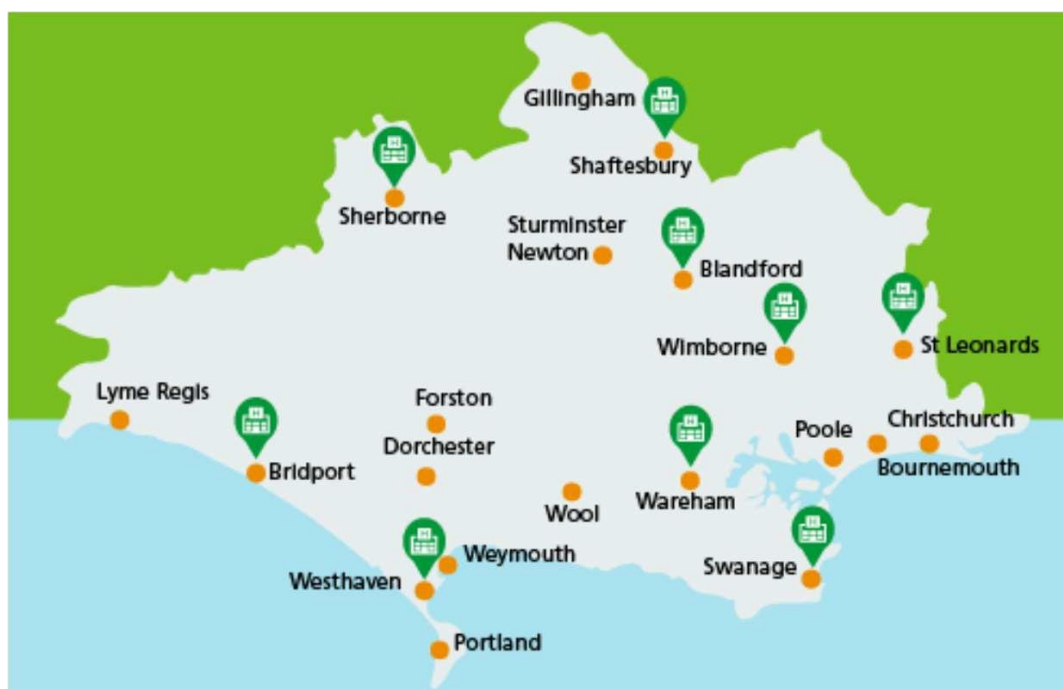 Gillingham
H
Shaftesbury
H
Sherborne
Sturminster
Newton
H
Blandford
H
Wimborne
H
St Leonards
Lyme Regis
H
Bridport
Forston
Dorchester
H
Wareham
Poole
Christchurch
Bournemouth
Wool
H
Westhaven
Weymouth
H
Swanage
Portland